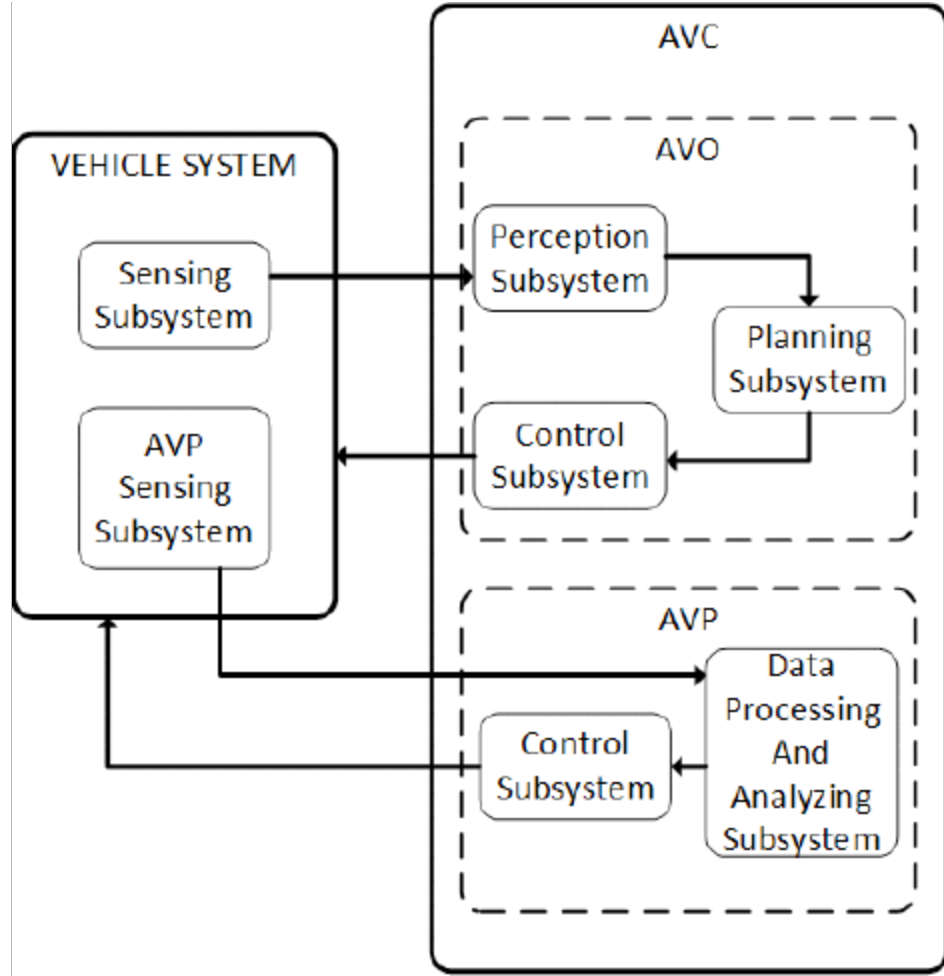 AVC
AVO
VEHICLE SYSTEM
Sensing
Subsystem
Perception
Subsystem
Planning
Subsystem
Control
Subsystem
AVP
Sensing
Subsystem
AVP
Data
Processing
And
Analyzing
Subsystem
Control
Subsystem